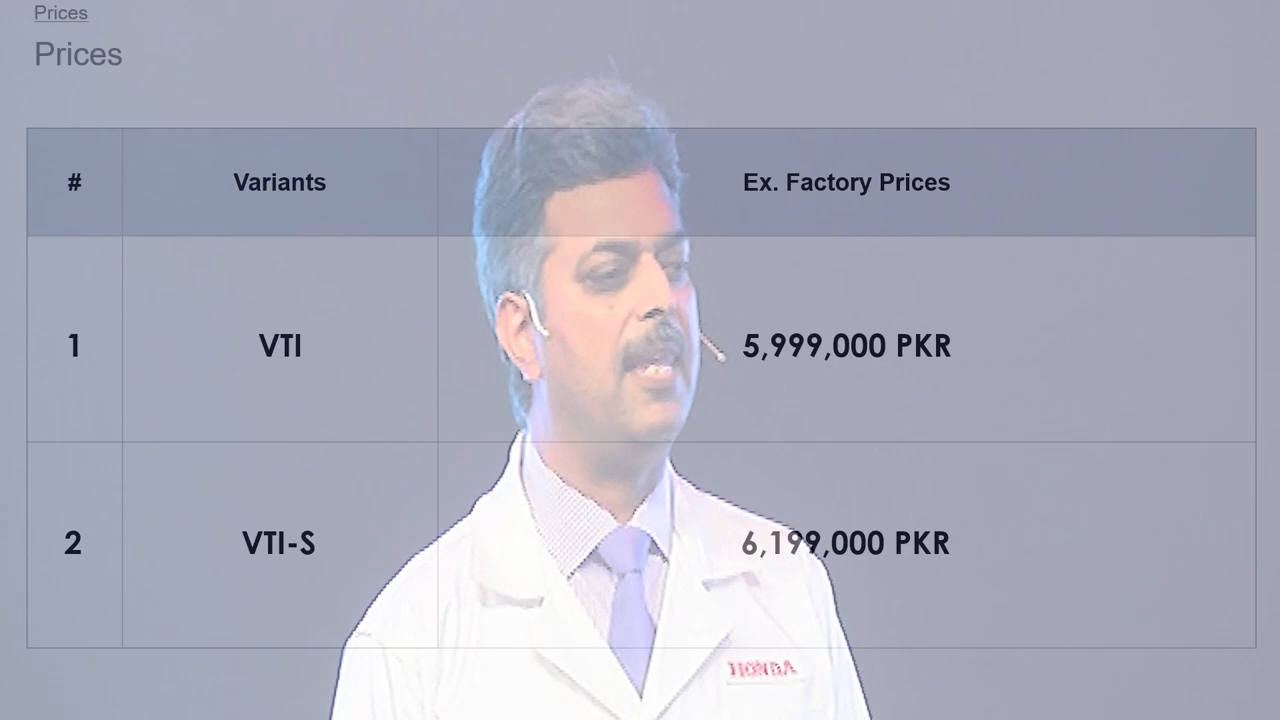 Prices
Prices
# Variants Ex. Factory Prices
1 VTI 5,999,000 PKR
2 VTI-S 6,199,000 PKR
HONDA